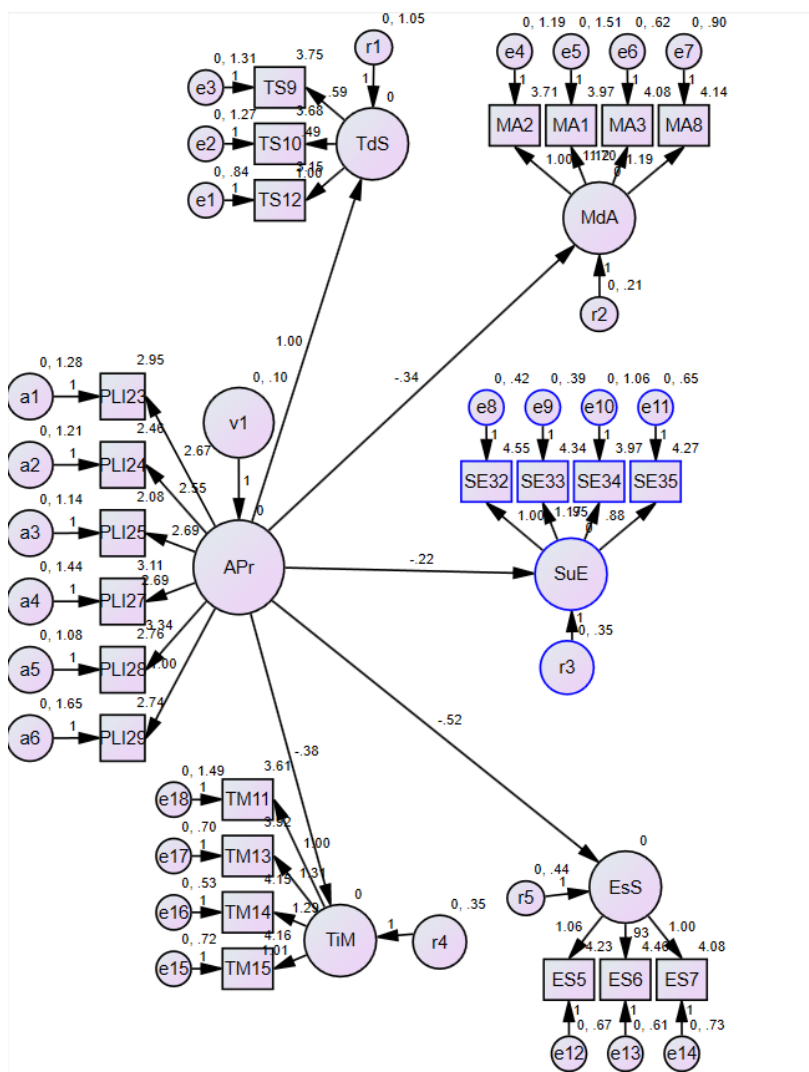 0, 1.05
r1
1
0
TdS
0, 1.31
e3
1
3.75
TS9
.59
0, 1.27
e2
1
3.68
TS10
.49
0, .84
e1
1
3.15
TS12
1.00
0, 1.19
e4
1
0, 1.51
e5
1
0, .62
e6
1
0, .90
e7
1
3.71
MA2
3.97
MA1
4.08
MA3
4.14
MA8
1.00
1.19
0
MdA
1
0, .21
r2
1.00
-.34
0, 1.28
a1
1
2.95
PLI23
2.67
0, 1.21
a2
1
2.46
PLI24
2.55
0, 1.14
a3
1
2.08
PLI25
2.69
0, 1.44
a4
1
3.11
PLI27
2.69
0, 1.08
a5
1
2.76
PLI28
3.34
0, 1.65
a6
1
2.74
PLI29
1.00
0, .10
v1
1
0
APr
0, .42
e8
1
0, .39
e9
1
0, 1.06
e10
1
0, .65
e11
1
4.55
SE32
4.34
SE33
3.97
SE34
4.27
SE35
1.00
.88
0
SuE
1
0, .35
r3
-.22
-.52
-.38
0, 1.49
e18
1
3.61
TM11
1.00
0, .70
e17
1
TM13
1.31
0, .53
e16
1
4.15
TM14
1.29
0, .72
e15
1
4.16
TM15
1.01
0
TiM
1
0, .35
r4
0
EsS
0, .44
r5
1
1.06
.93
1.00
4.23
ES5
4.46
ES6
4.08
ES7
1
0, .67
e12
1
0, .61
e13
1
0, .73
e14